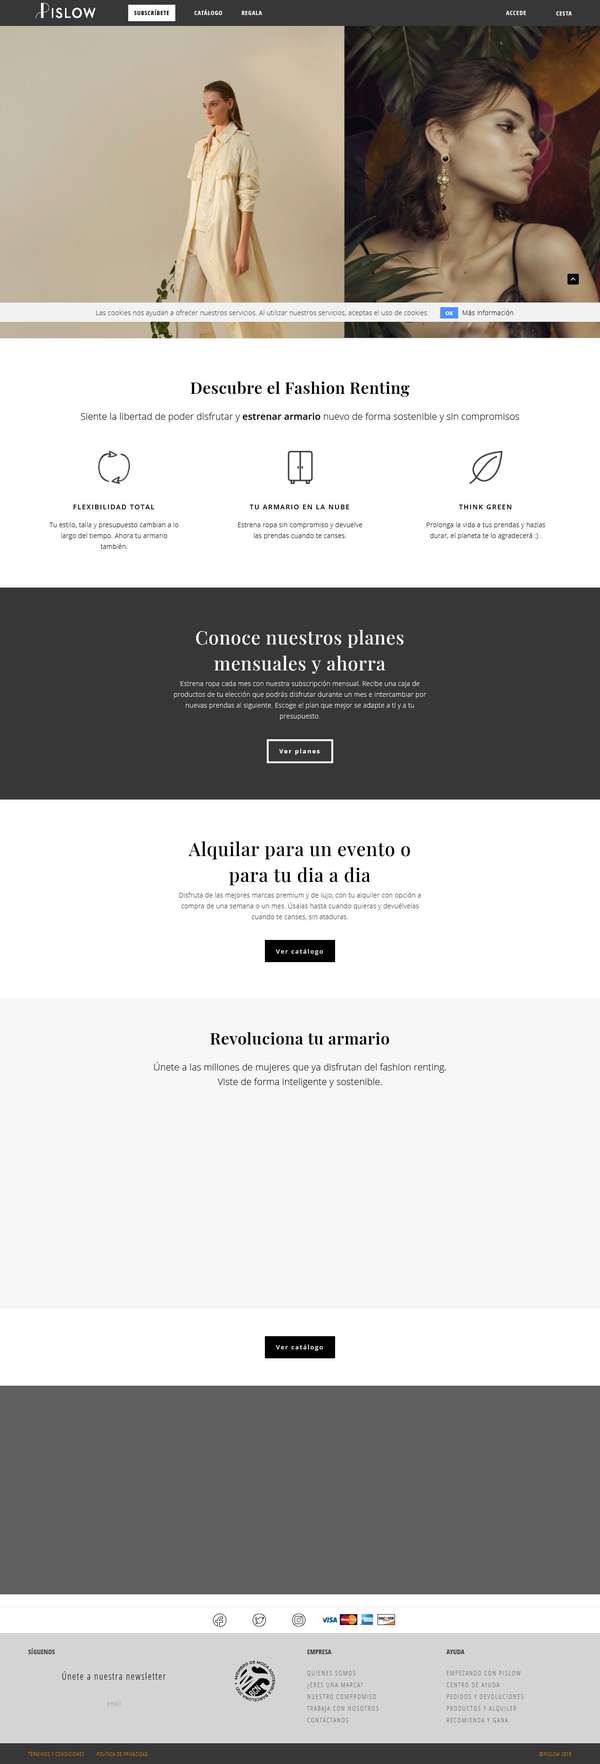 PISLOW
SUBSCRÍBETE
CATÁLOGO
REGALA
ACCEDE
CESTA
Las cookies nos ayudan a ofrecer nuestros servicios. Al utilizar nuestros servicios, aceptas el uso de cookies.
OK
Más información
Descubre el Fashion Renting
Siente la libertad de poder disfrutar y estrenar armario nuevo de forma sostenible y sin compromisos
FLEXIBILIDAD TOTAL
Tu estilo, talla y presupuesto cambian a lo
largo del tiempo. Ahora tu armario
también.
TU ARMARIO EN LA NUBE
Estrena ropa sin compromiso y devuelve
las prendas cuando te canses.
THINK GREEN
Prolonga la vida a tus prendas y hazlas
durar, el planeta te lo agradecerá :) .
Conoce nuestros planes
mensuales y ahorra
Estrena ropa cada mes con nuestra subscripción mensual. Recibe una caja de
productos de tu elección que podrás disfrutar durante un mes e intercambiar por
nuevas prendas al siguiente. Escoge el plan que mejor se adapte a tí y a tu
presupuesto.
Ver planes
Alquilar para un evento o
para tu dia a dia
Disfruta de las mejores marcas premium y de lujo, con tu alquiler con opción a
compra de una semana o un mes. Úsalas hasta cuando quieras y devuélvelas
cuando te canses, sin ataduras.
Ver catálogo
Revoluciona tu armario
Únete a las millones de mujeres que ya disfrutan del fashion renting.
Viste de forma inteligente y sostenible.
Ver catálogo
VISA
MasterCard
DISCOVER
SÍGUENOS
Únete a nuestra newsletter
email
EMPRESA
QUIENES SOMOS
¿ERES UNA MARCA?
NUESTRO COMPROMISO
TRABAJA CON NOSOTROS
CONTÁCTANOS
AYUDA
EMPEZANDO CON PISLOW
CENTRO DE AYUDA
PEDIDOS Y DEVOLUCIONES
PRODUCTOS Y ALQUILER
RECOMIENDA Y GANA
TÉRMINOS Y CONDICIONES
POLÍTICA DE PRIVACIDAD
©PISLOW 2018